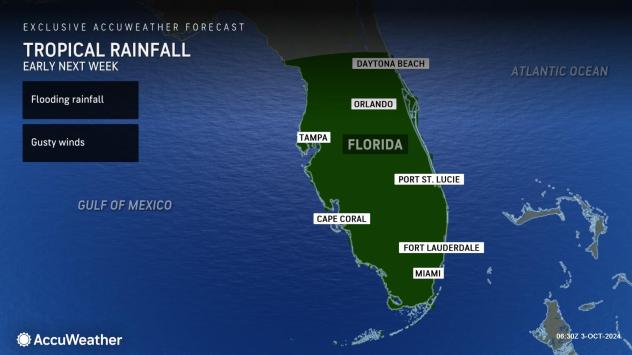 EXCLUSIVE ACCUWEATHER FORECAST
TROPICAL RAINFALL
EARLY NEXT WEEK
Flooding rainfall
Gusty winds
DAYTONA BEACH
ATLANTIC OCEAN
ORLANDO
TAMPA
FLORIDA
PORT ST. LUCIE
GULF OF MEXICO
CAPE CORAL
FORT LAUDERDALE
MIAMI
AccuWeather
06:30Z 3-OCT-2024